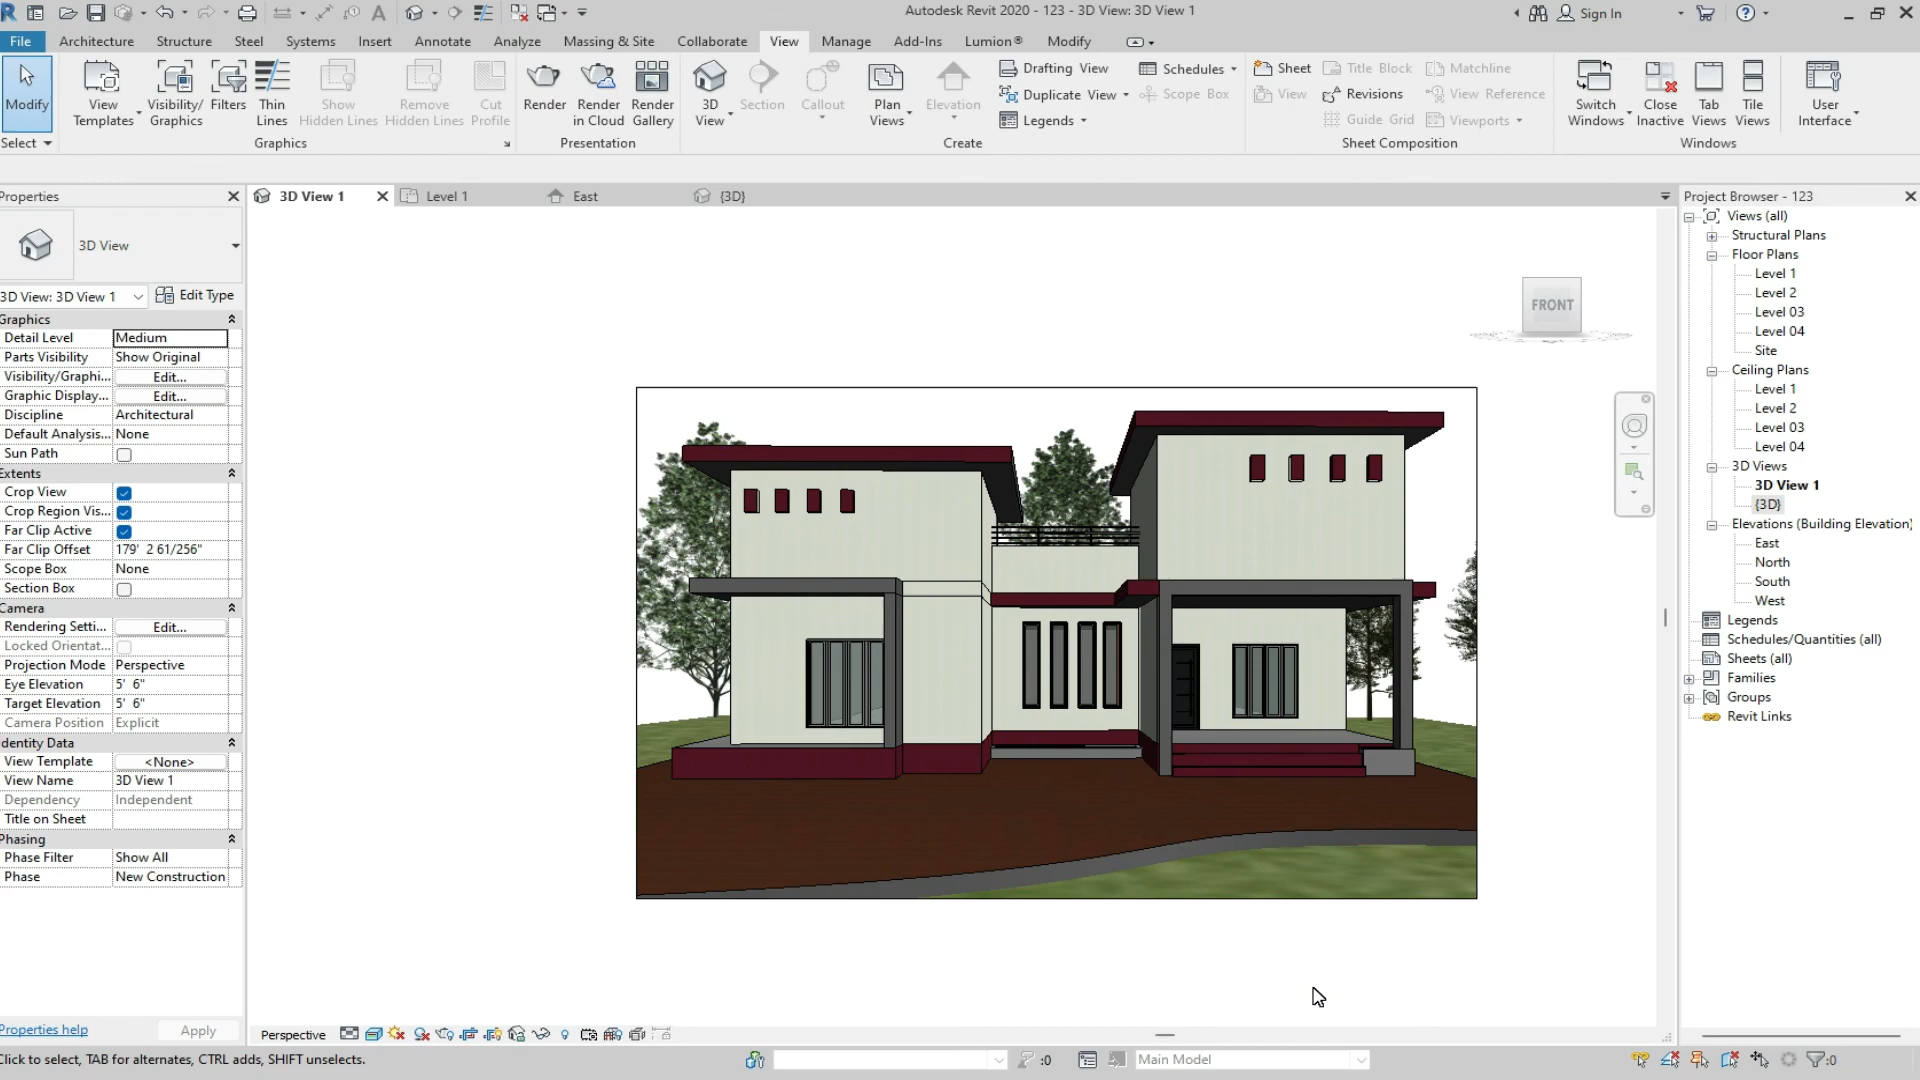 Autodesk Revit 2020 - 123 - 3D View: 3D View 1
Sign In
File Architecture Structure Steel Systems Insert Annotate Analyze Massing & Site Collaborate View Manage Add-Ins Lumion® Modify
Modify
Select
View Templates
Visibility/ Graphics
Filters
Thin Lines
Show Hidden Lines
Remove Hidden Lines
Cut Profile
Graphics
Render
Render in Cloud
Render Gallery
Presentation
3D View
Section
Callout
Plan Views
Elevation
Drafting View
Duplicate View
Legends
Schedules
Scope Box
Create
Sheet
View
Title Block
Revisions
Guide Grid
Matchline
View Reference
Viewports
Sheet Composition
Switch Windows
Close Inactive
Tab Views
Tile Views
Windows
User Interface
Properties
3D View
3D View: 3D View 1
Edit Type
Graphics
Detail Level Medium
Parts Visibility Show Original
Visibility/Graphi... Edit...
Graphic Display... Edit...
Discipline Architectural
Default Analysis... None
Sun Path
Extents
Crop View
Crop Region Vis...
Far Clip Active
Far Clip Offset 179' 2 61/256"
Scope Box None
Section Box
Camera
Rendering Setti... Edit...
Locked Orientat...
Projection Mode Perspective
Eye Elevation 5' 6"
Target Elevation 5' 6"
Camera Position Explicit
Identity Data
View Template <None>
View Name 3D View 1
Dependency Independent
Title on Sheet
Phasing
Phase Filter Show All
Phase New Construction
Properties help
Apply
3D View 1
Level 1
East
{3D}
FRONT
Project Browser - 123
Views (all)
Structural Plans
Floor Plans
Level 1
Level 2
Level 03
Level 04
Site
Ceiling Plans
Level 1
Level 2
Level 03
Level 04
3D Views
3D View 1
{3D}
Elevations (Building Elevation)
East
North
South
West
Legends
Schedules/Quantities (all)
Sheets (all)
Families
Groups
Revit Links
Perspective
Click to select, TAB for alternates, CTRL adds, SHIFT unselects.
:0
Main Model
:0